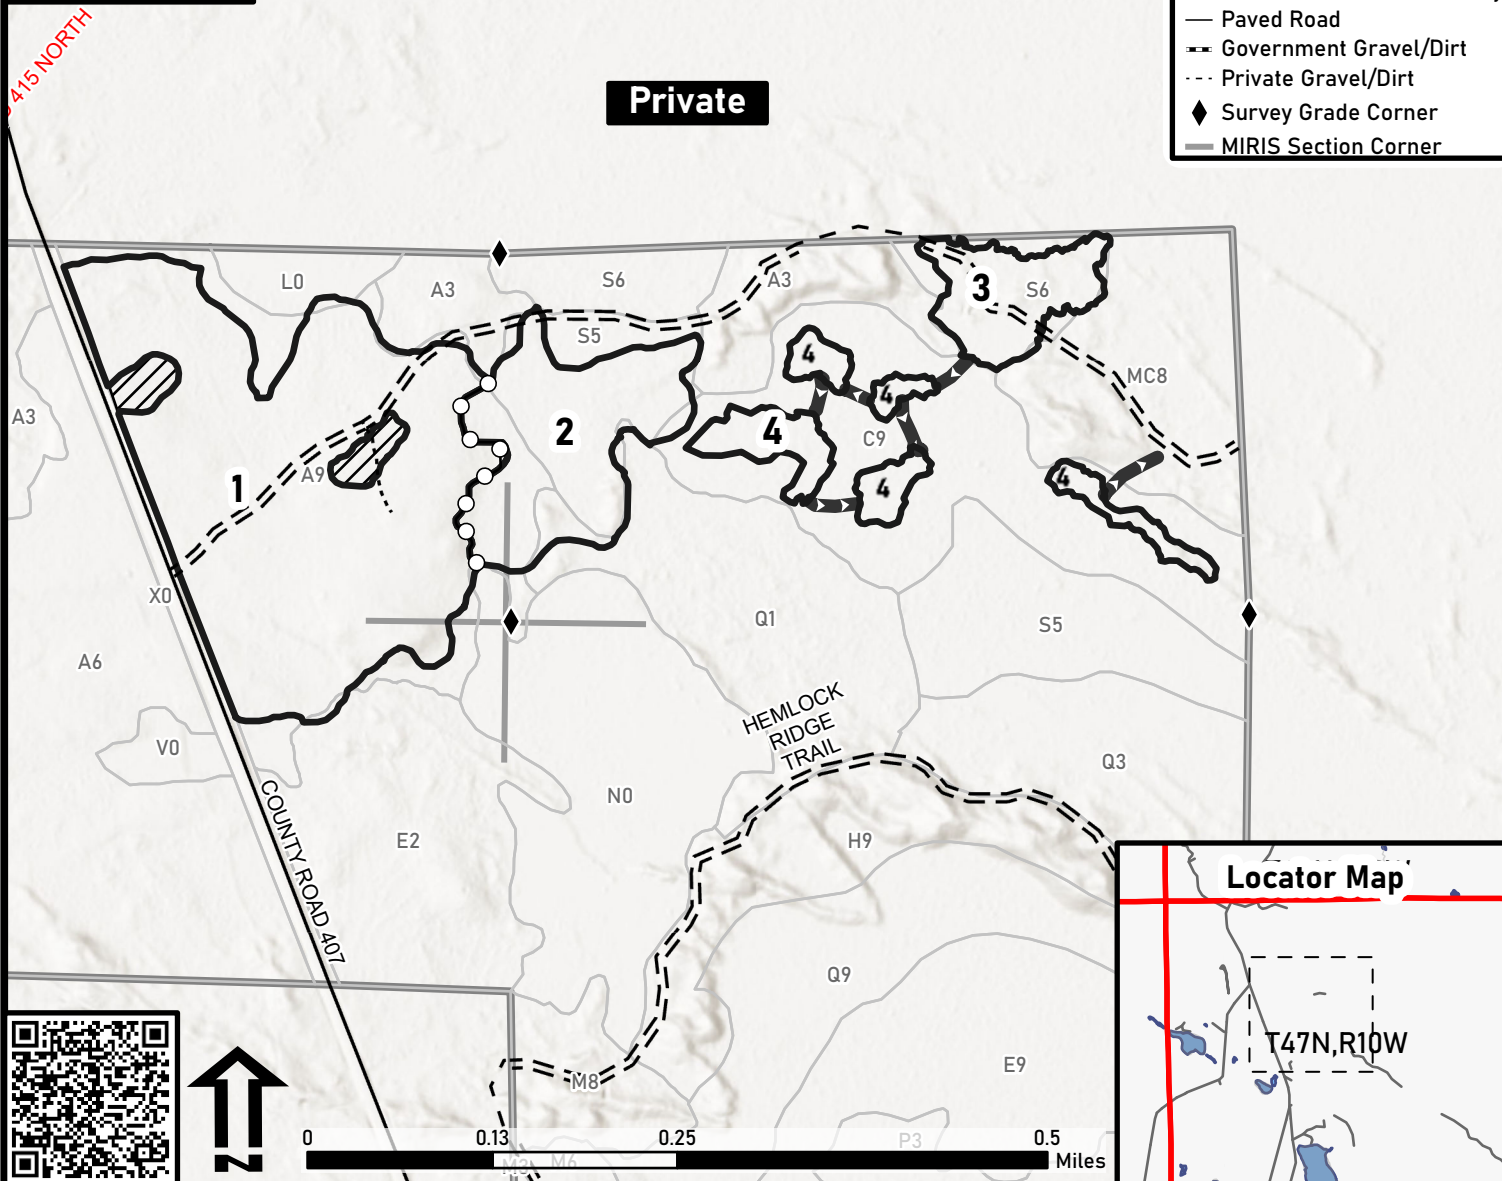 415 NORTH
Paved Road
Government Gravel/Dirt
Private Gravel/Dirt
Survey Grade Corner
MIRIS Section Corner
Private
L0
A3
S6
A3
3
S6
S5
4
4
MC8
A3
2
4
C9
1
A9
4
4
X0
Q1
S5
A6
HEMLOCK
RIDGE
TRAIL
V0
Q3
COUNTY ROAD 407
N0
E2
H9
Locator Map
Q9
T47N,R10W
E9
M8
N
0 0.13 0.25 0.5
Miles
P3
M3
M6